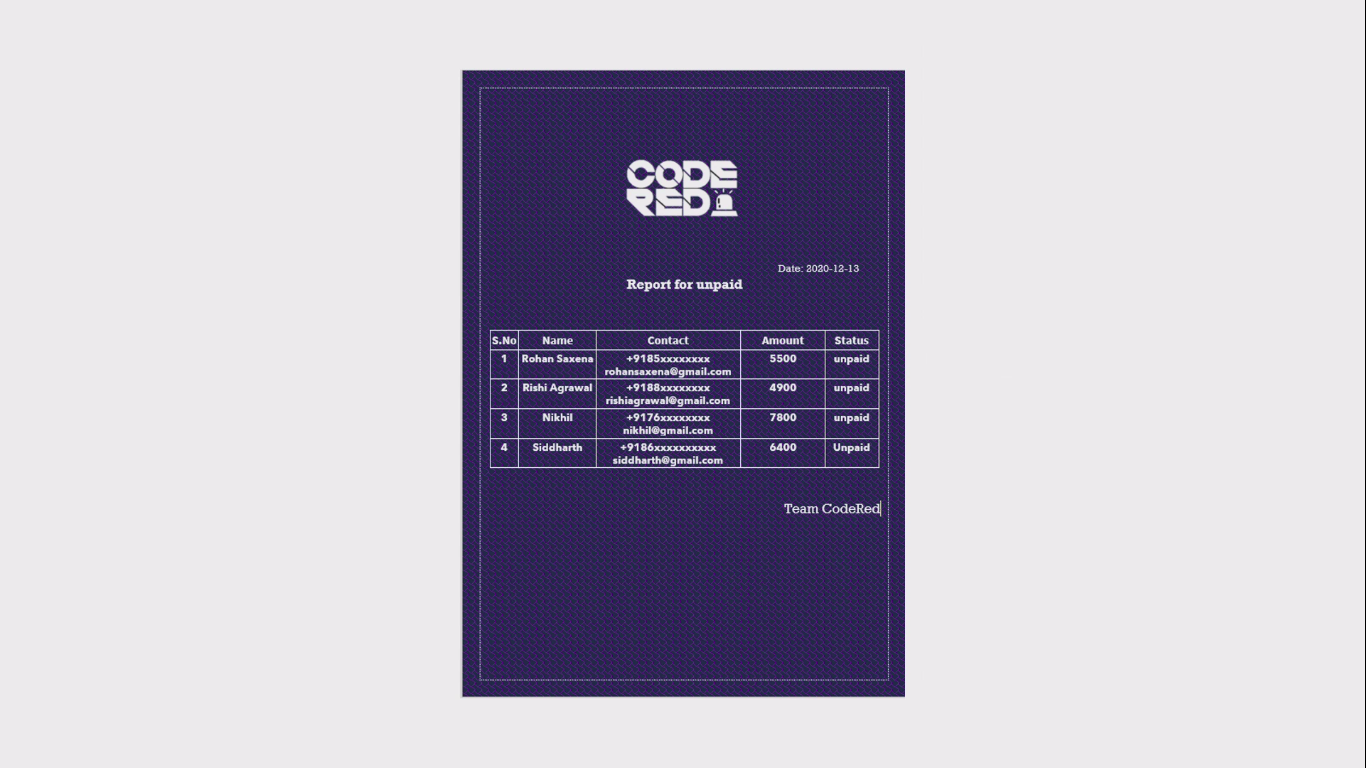 CODE
RED
Date: 2020-12-13
Report for unpaid
S.No Name Contact Amount Status
1 Rohan Saxena +9185xxxxxxxx 5500 unpaid
rohansaxena@gmail.com
2 Rishi Agrawal +9188xxxxxxxx 4900 unpaid
rishiagrawal@gmail.com
3 Nikhil +9176xxxxxxxx 7800 unpaid
nikhil@gmail.com
4 Siddharth +9186xxxxxxxxxx 6400 Unpaid
siddharth@gmail.com
Team CodeRed